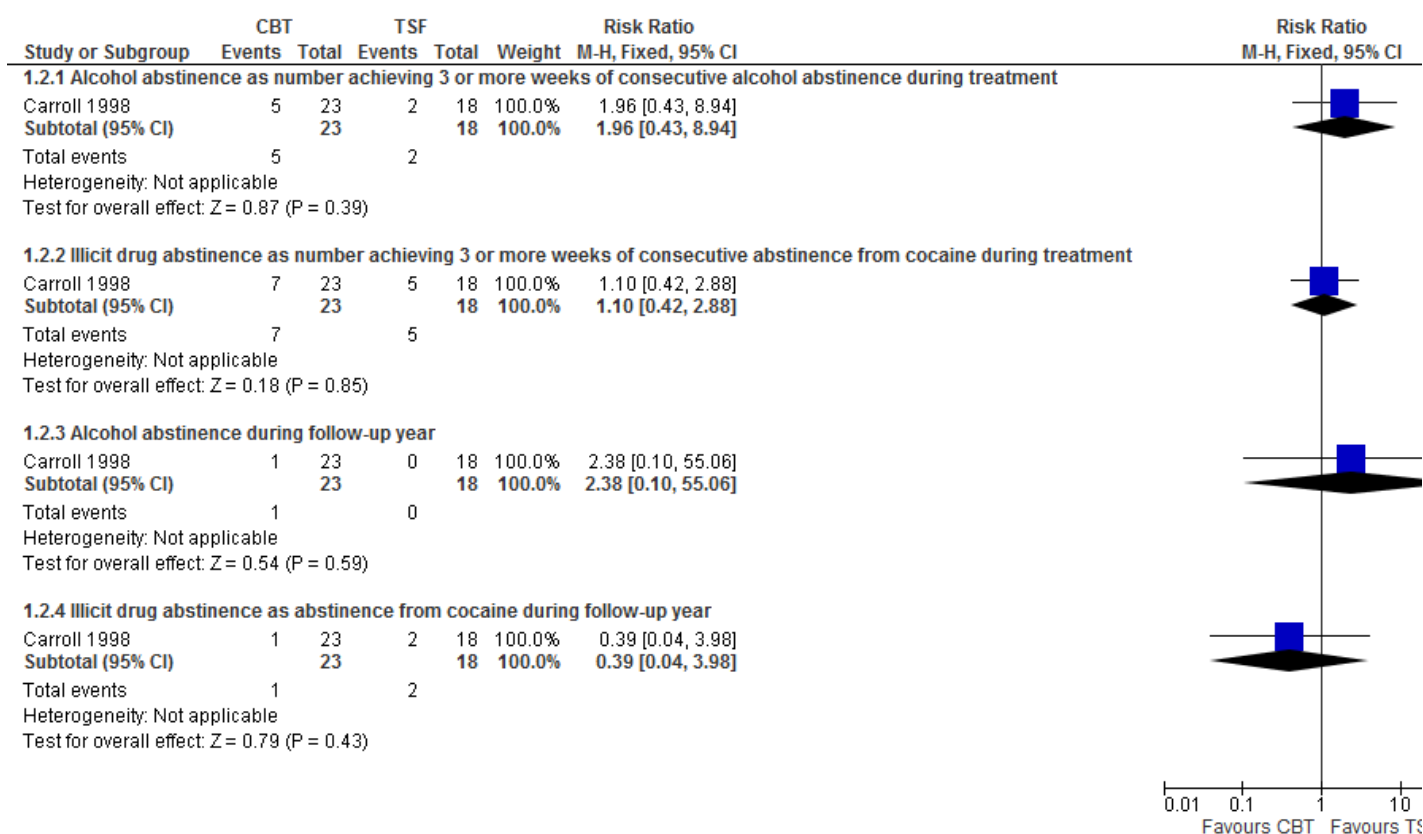 CBT TSF Risk Ratio Risk Ratio
Study or Subgroup Events Total Events Total Weight M-H, Fixed, 95% CI M-H, Fixed, 95% CI
1.2.1 Alcohol abstinence as number achieving 3 or more weeks of consecutive alcohol abstinence during treatment
Carroll 1998 5 23 2 18 100.0% 1.96 [0.43, 8.94]
Subtotal (95% CI) 23 18 100.0% 1.96 [0.43, 8.94]
Total events 5 2
Heterogeneity: Not applicable
Test for overall effect: Z = 0.87 (P = 0.39)
1.2.2 Illicit drug abstinence as number achieving 3 or more weeks of consecutive abstinence from cocaine during treatment
Carroll 1998 7 23 5 18 100.0% 1.10 [0.42, 2.88]
Subtotal (95% CI) 23 18 100.0% 1.10 [0.42, 2.88]
Total events 7 5
Heterogeneity: Not applicable
Test for overall effect: Z = 0.18 (P = 0.85)
1.2.3 Alcohol abstinence during follow-up year
Carroll 1998 1 23 0 18 100.0% 2.38 [0.10, 55.06]
Subtotal (95% CI) 23 18 100.0% 2.38 [0.10, 55.06]
Total events 1 0
Heterogeneity: Not applicable
Test for overall effect: Z = 0.54 (P = 0.59)
1.2.4 Illicit drug abstinence as abstinence from cocaine during follow-up year
Carroll 1998 1 23 2 18 100.0% 0.39 [0.04, 3.98]
Subtotal (95% CI) 23 18 100.0% 0.39 [0.04, 3.98]
Total events 1 2
Heterogeneity: Not applicable
Test for overall effect: Z = 0.79 (P = 0.43)
0.01 0.1 1 10
Favours CBT Favours TS